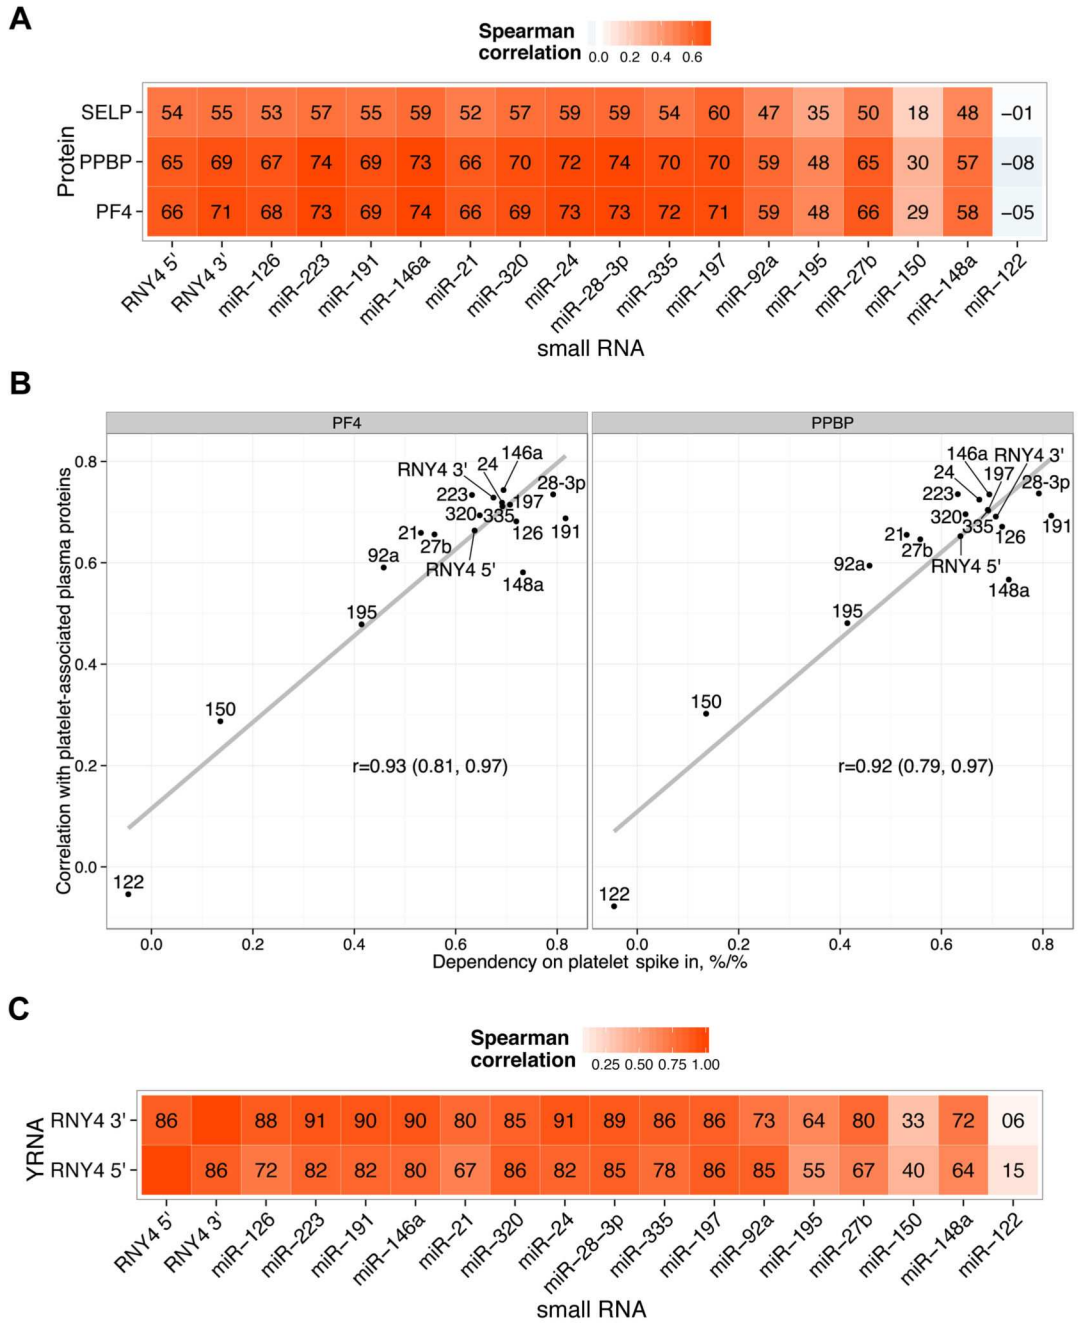 A
Spearman
correlation
0.0 0.2 0.4 0.6
Protein
SELP 54 55 53 57 55 59 52 57 59 59 54 60 47 35 50 18 48 −01
PPBP 65 69 67 74 69 73 66 70 72 74 70 70 59 48 65 30 57 −08
PF4 66 71 68 73 69 74 66 69 73 73 72 71 59 48 66 29 58 −05
RNY4 5' RNY4 3' miR−126 miR−223 miR−191 miR−146a miR−21 miR−320 miR−24 miR−28−3p miR−335 miR−197 miR−92a miR−195 miR−27b miR−150 miR−148a miR−122
small RNA
B
PF4
PPBP
Correlation with platelet-associated plasma proteins
0.8
0.6
0.4
0.2
0.0
146a
24
RNY4 3'
28-3p
223
197
320
335
126
191
21
27b
92a
RNY4 5'
148a
195
150
r=0.93 (0.81, 0.97)
122
146a
RNY4 3'
24
197
28-3p
223
320
335
126
191
21
27b
92a
RNY4 5'
148a
195
150
r=0.92 (0.79, 0.97)
122
0.0 0.2 0.4 0.6 0.8
0.0 0.2 0.4 0.6 0.8
Dependency on platelet spike in, %/%
C
Spearman
correlation
0.25 0.50 0.75 1.00
YRNA
RNY4 3' 86 88 91 90 90 80 85 91 89 86 86 73 64 80 33 72 06
RNY4 5' 86 72 82 82 80 67 86 82 85 78 86 85 55 67 40 64 15
RNY4 5' RNY4 3' miR−126 miR−223 miR−191 miR−146a miR−21 miR−320 miR−24 miR−28−3p miR−335 miR−197 miR−92a miR−195 miR−27b miR−150 miR−148a miR−122
small RNA